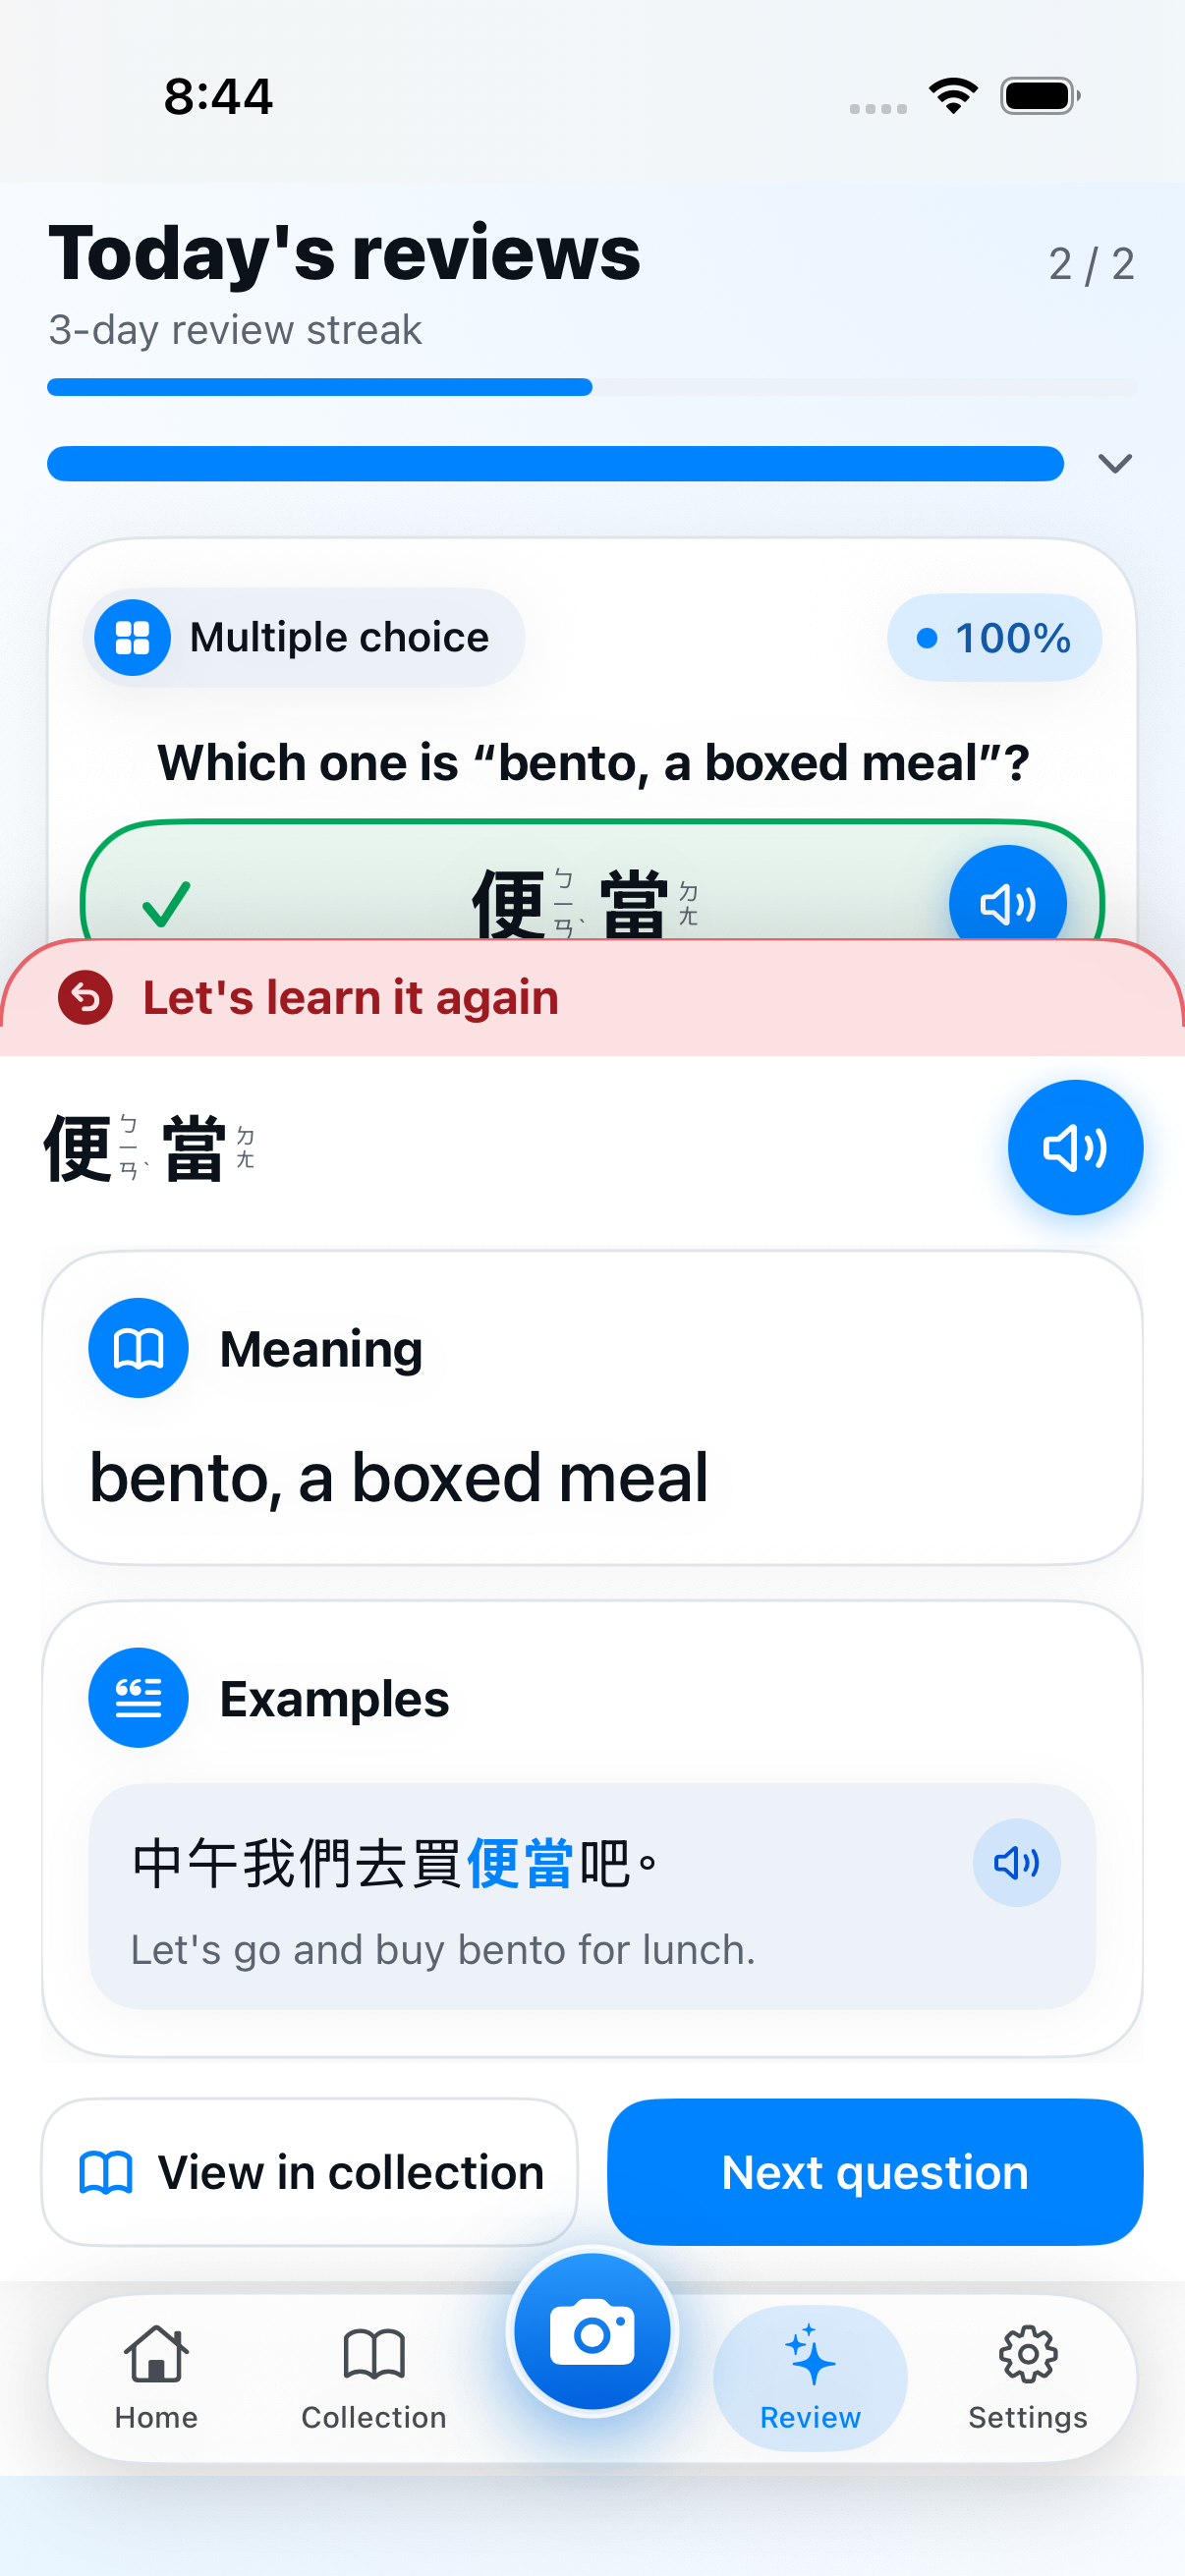 8:44
Today's reviews
2 / 2
3-day review streak
Multiple choice
100%
Which one is “bento, a boxed meal”?
便ㄅㄧㄢˋ當ㄉㄤ
Let's learn it again
便ㄅㄧㄢˋ當ㄉㄤ
Meaning
bento, a boxed meal
Examples
中午我們去買便當吧。
Let's go and buy bento for lunch.
View in collection
Next question
Home
Collection
Review
Settings